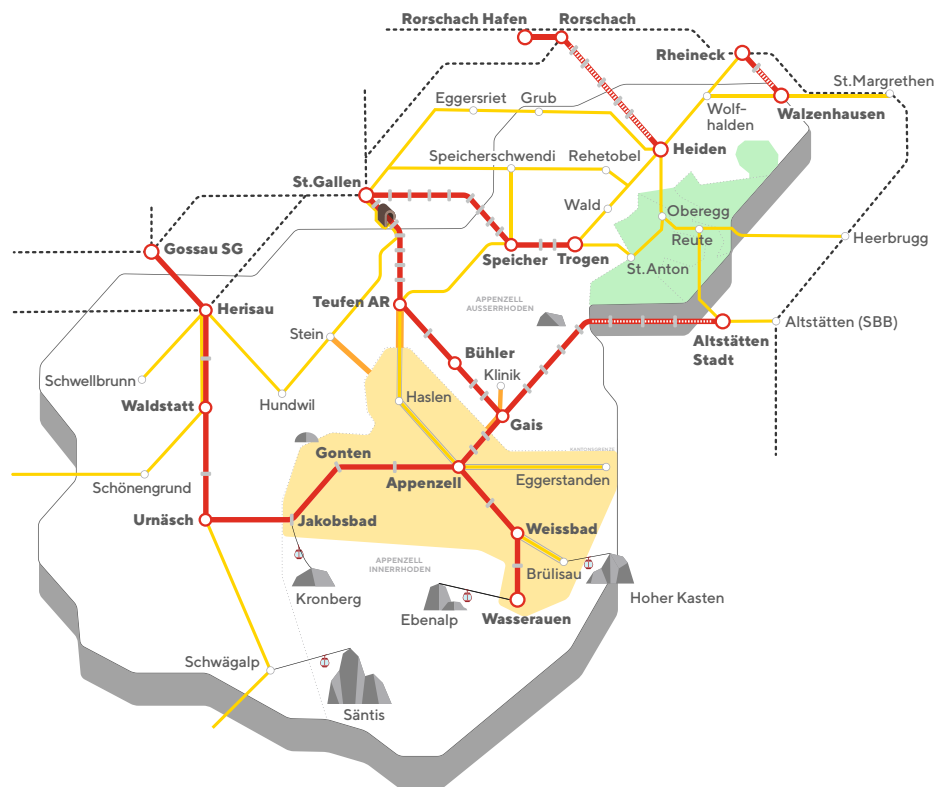 Rorschach Hafen
Rorschach
Rheineck
St.Margrethen
Eggersriet
Grub
Wolf-
halden
Walzenhausen
Speicherschwendi
Rehetobel
Heiden
St.Gallen
Wald
Oberegg
Reute
Heerbrugg
Gossau SG
Speicher
Trogen
St.Anton
Teufen AR
APPENZELL
AUSSERRHODEN
Herisau
Stein
Altstätten
Stadt
Altstätten (SBB)
Bühler
Klinik
Schwellbrunn
Hundwil
Haslen
Waldstatt
Gais
KANTONSGRENZE
Gonten
Appenzell
Eggerstanden
Schönengrund
Urnäsch
Jakobsbad
Weissbad
APPENZELL
INNERRHODEN
Brülisau
Kronberg
Ebenalp
Wasserauen
Hoher Kasten
Schwägalp
Säntis